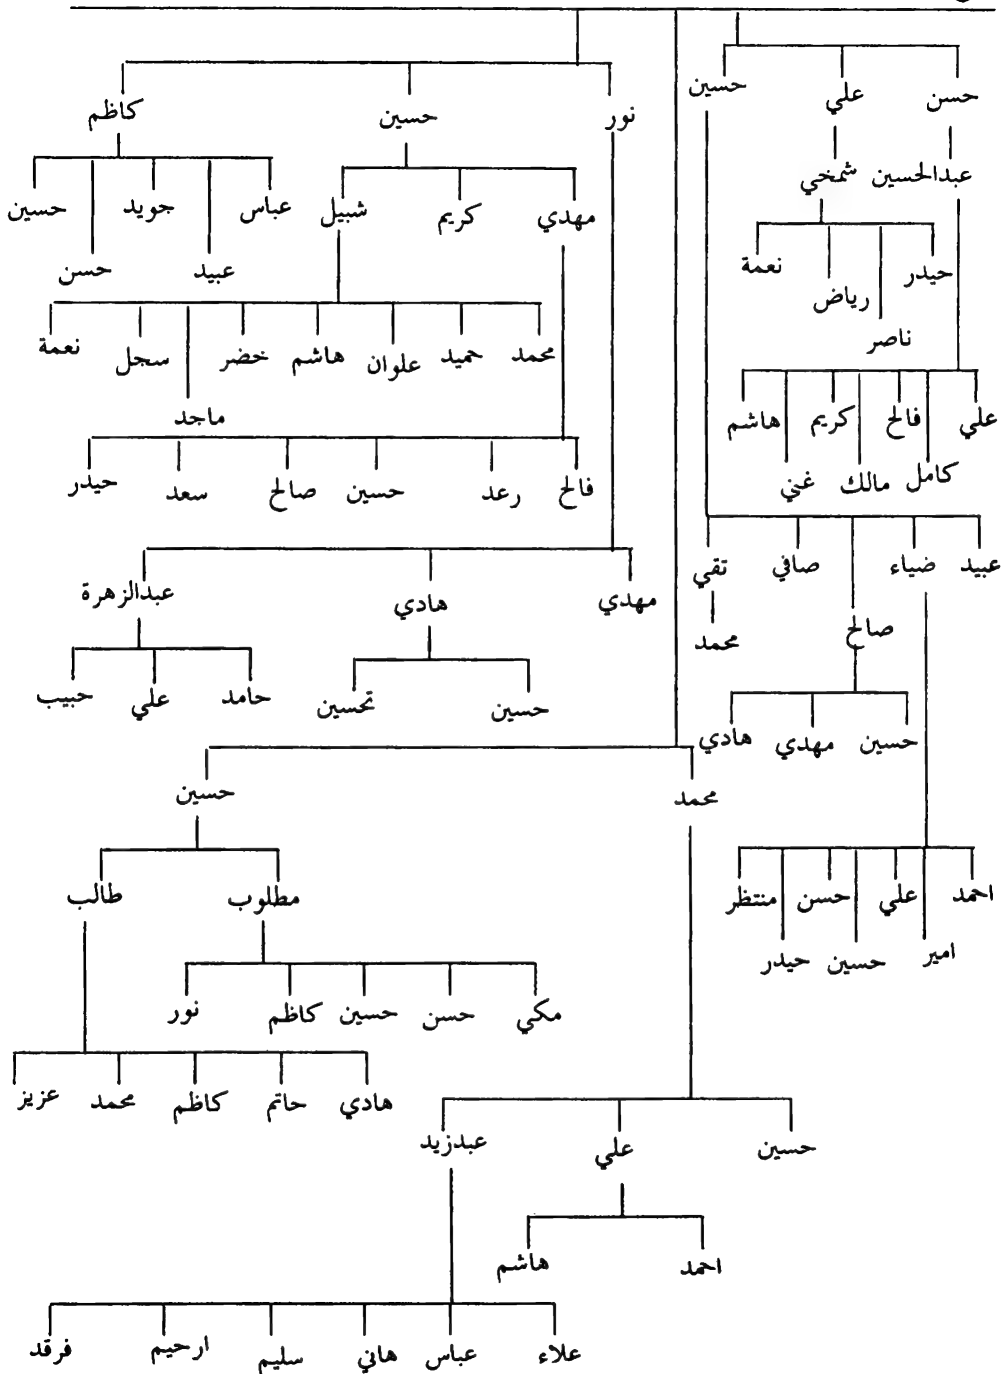 حسن علي حسين
نور حسين كاظم
عبدالحسين شمخي
مهدي كريم شبيل
عباس عبيد جويد حسن حسين
حيدر ناصر رياض نعمة
محمد حميد علوان هاشم خضر ماجد سجل نعمة
علي كامل فالح مالك كريم غني هاشم
فالح رعد حسين صالح سعد حيدر
عبيد ضياء صالح صافي تقي
مهدي هادي عبدالزهرة
محمد
حسين تحسين
حامد علي حبيب
حسين مهدي هادي
محمد حسين
احمد امير علي حسين حسن حيدر منتظر
مطلوب طالب
مكي حسن حسين كاظم نور
هادي حاتم كاظم محمد عزيز
حسين علي عبدزيد
احمد هاشم
علاء عباس هاني سليم ارحيم فرقد